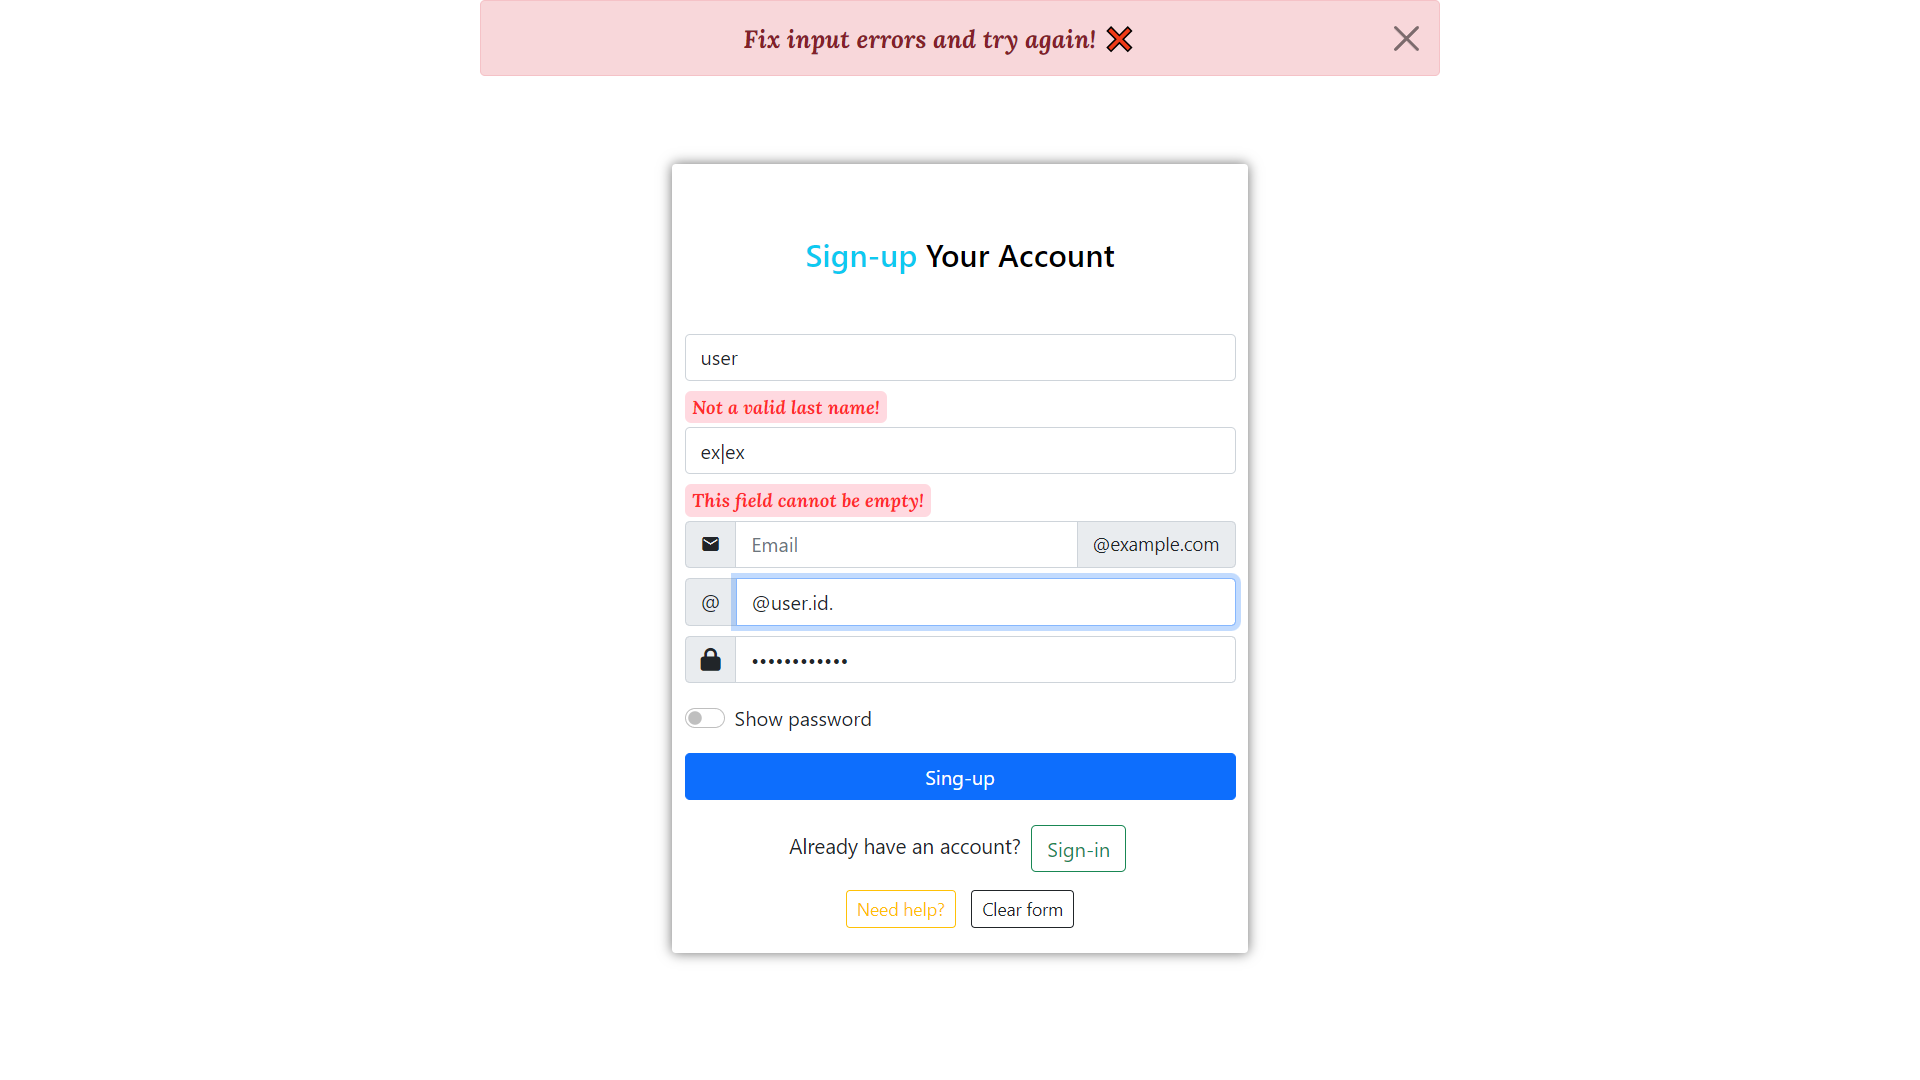 Fix input errors and try again! ❌
Sign-up Your Account
user
Not a valid last name!
ex|ex
This field cannot be empty!
Email @example.com
@ @user.id.
••••••••••••
Show password
Sing-up
Already have an account? Sign-in
Need help? Clear form